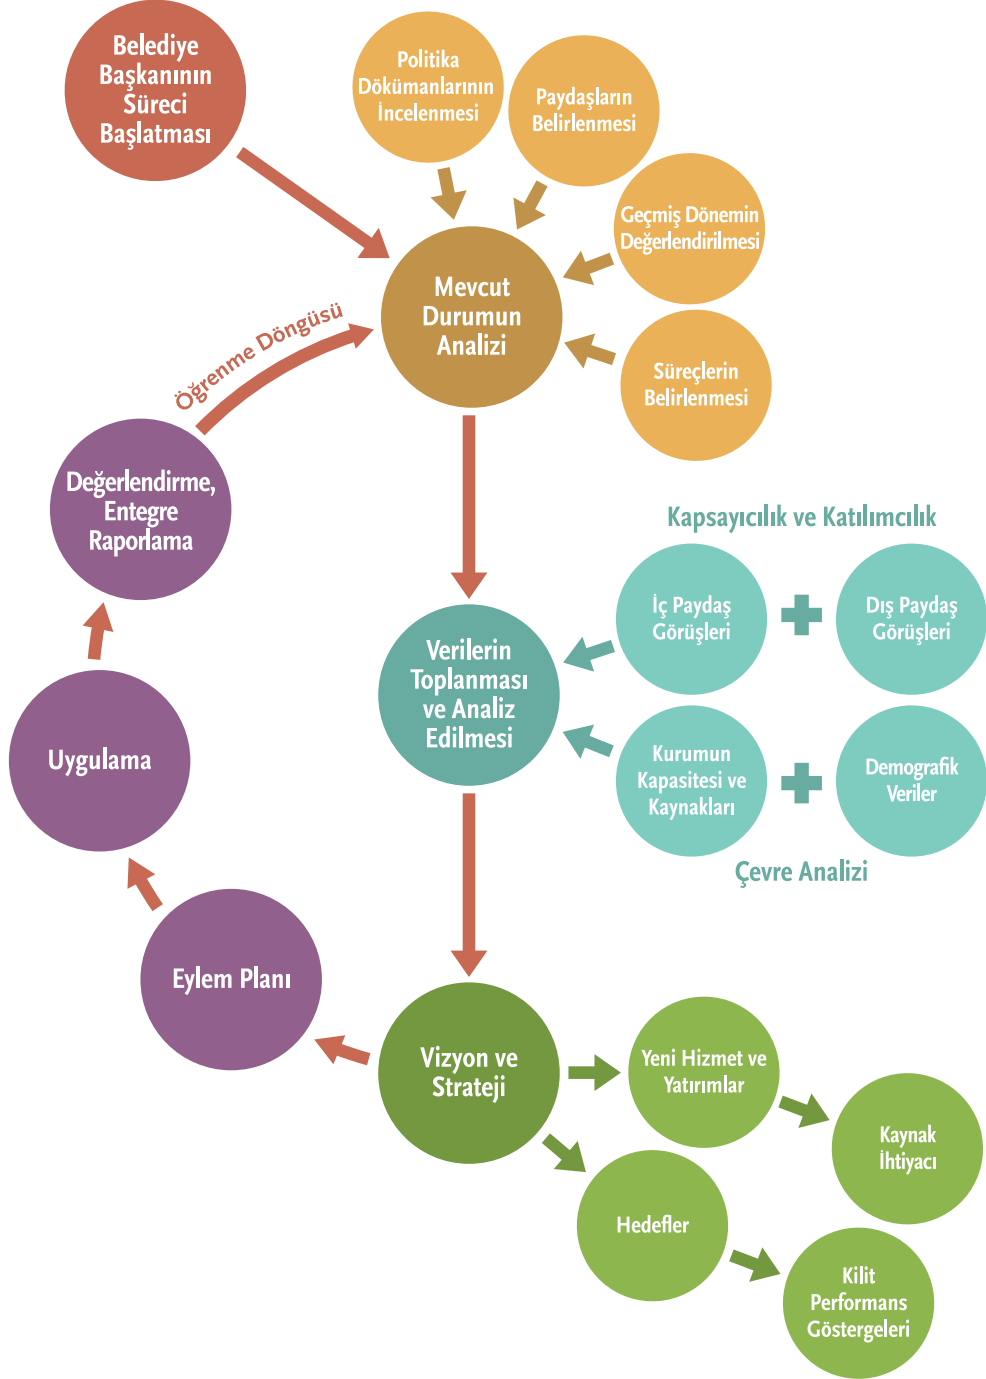 Belediye
Başkanının
Süreci
Başlatması
Politika
Dökümanlarının
İncelenmesi
Paydaşların
Belirlenmesi
Geçmiş Dönemin
Değerlendirilmesi
Süreçlerin
Belirlenmesi
Mevcut
Durumun
Analizi
Öğrenme Döngüsü
Değerlendirme,
Entegre
Raporlama
Kapsayıcılık ve Katılımcılık
İç Paydaş
Görüşleri
Dış Paydaş
Görüşleri
Verilerin
Toplanması
ve Analiz
Edilmesi
Kurumun
Kapasitesi ve
Kaynakları
Demografik
Veriler
Çevre Analizi
Uygulama
Eylem Planı
Vizyon ve
Strateji
Yeni Hizmet ve
Yatırımlar
Kaynak
İhtiyacı
Hedefler
Kilit
Performans
Göstergeleri